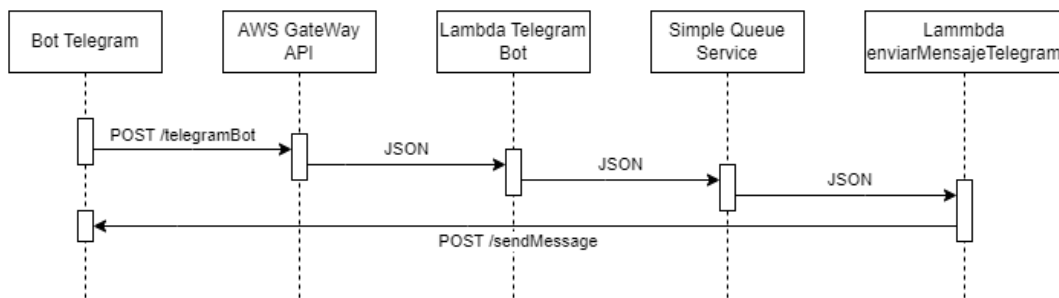 Bot Telegram
AWS GateWay
API
Lambda Telegram
Bot
Simple Queue
Service
Lammbda
enviarMensajeTelegram
POST /telegramBot
JSON
JSON
JSON
POST /sendMessage